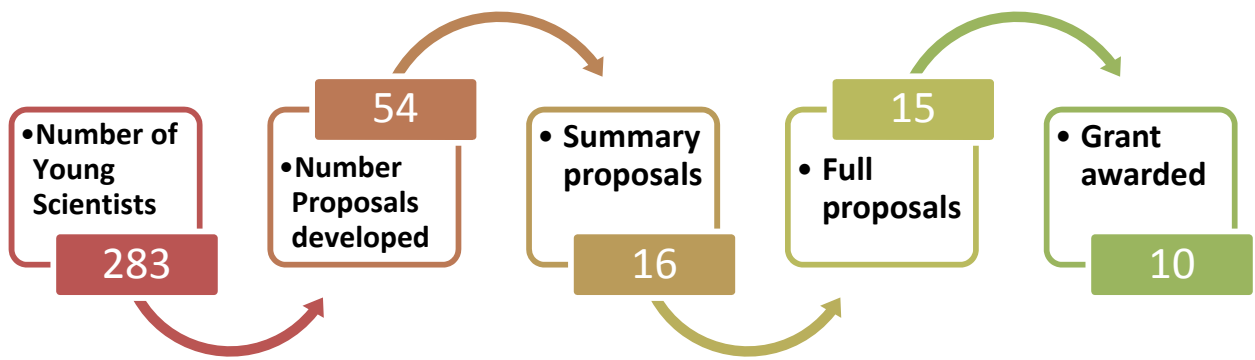 •Number of
Young
Scientists
283
54
•Number
Proposals
developed
• Summary
proposals
16
15
• Full
proposals
• Grant
awarded
10